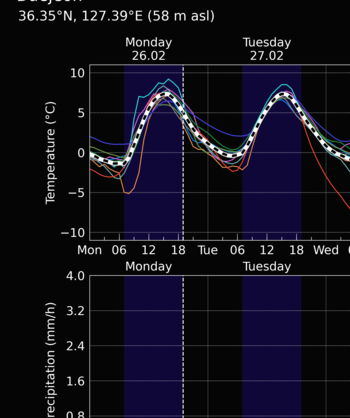 36.35°N, 127.39°E (58 m asl)
Monday Tuesday
26.02 27.02
Temperature (°C)
10
5
0
−5
−10
Mon 06 12 18 Tue 06 12 18 Wed
Monday Tuesday
recipitation (mm/h)
4.0
3.2
2.4
1.6
0.8